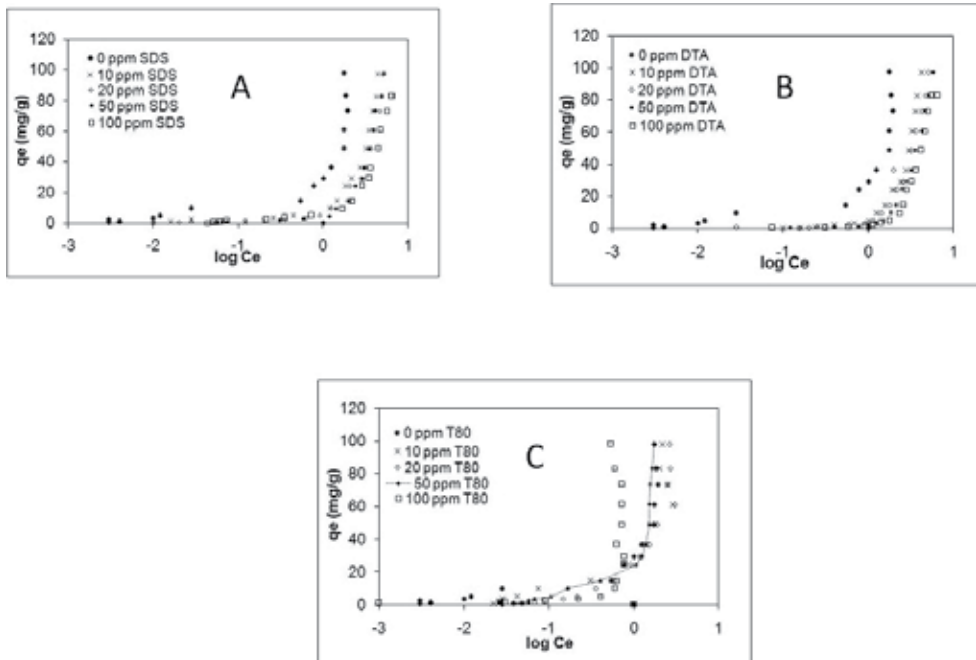 A
qe (mg/g)
120
100
80
60
40
20
0
0 ppm SDS
10 ppm SDS
20 ppm SDS
50 ppm SDS
100 ppm SDS
-3 -2 -1 0 1
log Ce
B
qe (mg/g)
120
100
80
60
40
20
0
0 ppm DTA
10 ppm DTA
20 ppm DTA
50 ppm DTA
100 ppm DTA
-3 -2 -1 0 1
log Ce
C
qe (mg/g)
120
100
80
60
40
20
0
0 ppm T80
10 ppm T80
20 ppm T80
50 ppm T80
100 ppm T80
-3 -2 -1 0 1
log Ce